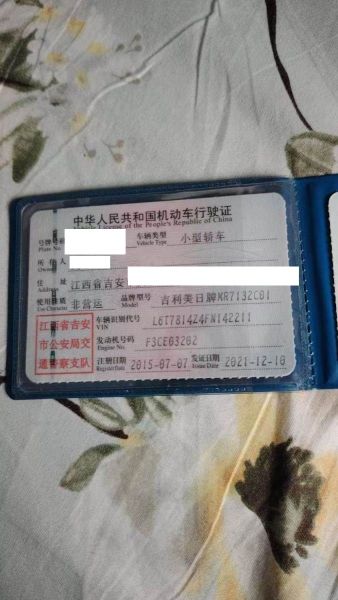 中华人民共和国机动车行驶证
Vehicle License of the People's Republic of China
号牌号码
Plate No.
车辆类型
Vehicle Type
小型轿车
所有人
Owner
住址
Address
江西省吉安
使用性质
Use Character
非营运
品牌型号
Model
吉利美日牌MR7132C01
江西省吉安
市公安局交
通警察支队
车辆识别代号
VIN
L6T7814Z4FN142211
发动机号码
Engine No.
F3CE03202
注册日期
Register Date
2015-07-07
发证日期
Issue Date
2021-12-10